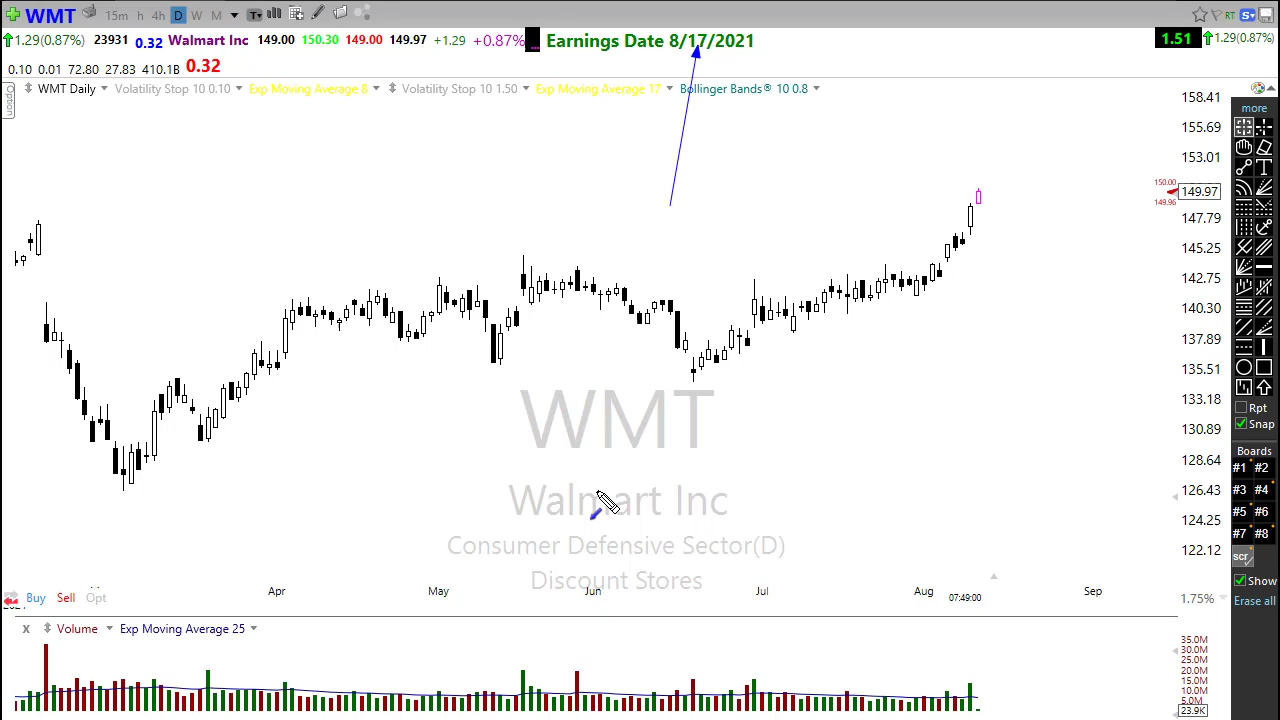 WMT 15m h 4h D W M T RT S
1.29(0.87%) 23931 0.32 Walmart Inc 149.00 150.30 149.00 149.97 +1.29 +0.87% ... Earnings Date 8/17/2021 1.51 1.29(0.87%)
0.10 0.01 72.80 27.83 410.1B 0.32
Option
WMT Daily Volatility Stop 10 0.10 Exp Moving Average 8 Volatility Stop 10 1.50 Exp Moving Average 17 Bollinger Bands® 10 0.8
158.41
more
155.69
153.01
150.00
149.97
149.96
147.79
145.25
142.75
140.30
137.89
135.51
133.18
130.89
128.64
126.43
124.25
122.12
T
Rpt
Snap
Boards
#1 #2
#3 #4
#5 #6
#7 #8
scr
Show
Erase all
WMT
Walmart Inc
Consumer Defensive Sector(D)
Discount Stores
Apr May Jun Jul Aug Sep
Buy Sell Opt 07:49:00 1.75%
X Volume Exp Moving Average 25
35.0M
30.0M
25.0M
20.0M
15.0M
10.0M
5.0M
23.9K